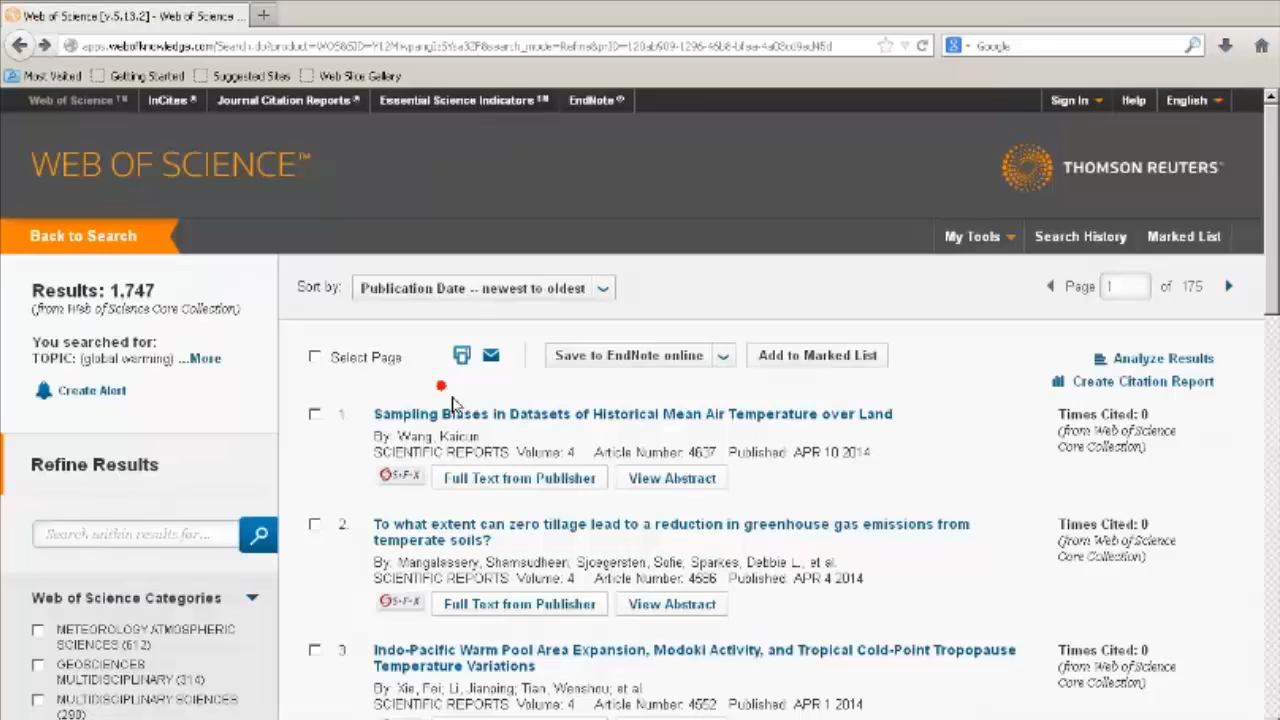 Web of Science [v.5.13.2] - Web of Science ...
Google
Most Visited Getting Started Suggested Sites Web Slice Gallery
Web of Science™ InCites® Journal Citation Reports® Essential Science Indicators℠ EndNote® Sign In Help English
WEB OF SCIENCE™
THOMSON REUTERS™
Back to Search My Tools Search History Marked List
Results: 1,747
(from Web of Science Core Collection)
You searched for:
TOPIC: (global warming) ...More
Create Alert
Refine Results
Search within results for...
Web of Science Categories
METEOROLOGY ATMOSPHERIC
SCIENCES (612)
GEOSCIENCES
MULTIDISCIPLINARY (314)
MULTIDISCIPLINARY SCIENCES
Sort by: Publication Date -- newest to oldest
Page 1 of 175
Select Page Save to EndNote online Add to Marked List
Analyze Results
Create Citation Report
1. Sampling Biases in Datasets of Historical Mean Air Temperature over Land
By: Wang, Kaicun
SCIENTIFIC REPORTS Volume: 4 Article Number: 4637 Published: APR 10 2014
S·F·X Full Text from Publisher View Abstract
Times Cited: 0
(from Web of Science
Core Collection)
2. To what extent can zero tillage lead to a reduction in greenhouse gas emissions from
temperate soils?
By: Mangalassery, Shamsudheen; Sjoegersten, Sofie; Sparkes, Debbie L.; et al.
SCIENTIFIC REPORTS Volume: 4 Article Number: 4586 Published: APR 4 2014
S·F·X Full Text from Publisher View Abstract
Times Cited: 0
(from Web of Science
Core Collection)
3. Indo-Pacific Warm Pool Area Expansion, Modoki Activity, and Tropical Cold-Point Tropopause
Temperature Variations
By: Xie, Fei; Li, Jianping; Tian, Wenshou; et al.
SCIENTIFIC REPORTS Volume: 4 Article Number: 4552 Published: APR 1 2014
Times Cited: 0
(from Web of Science
Core Collection)